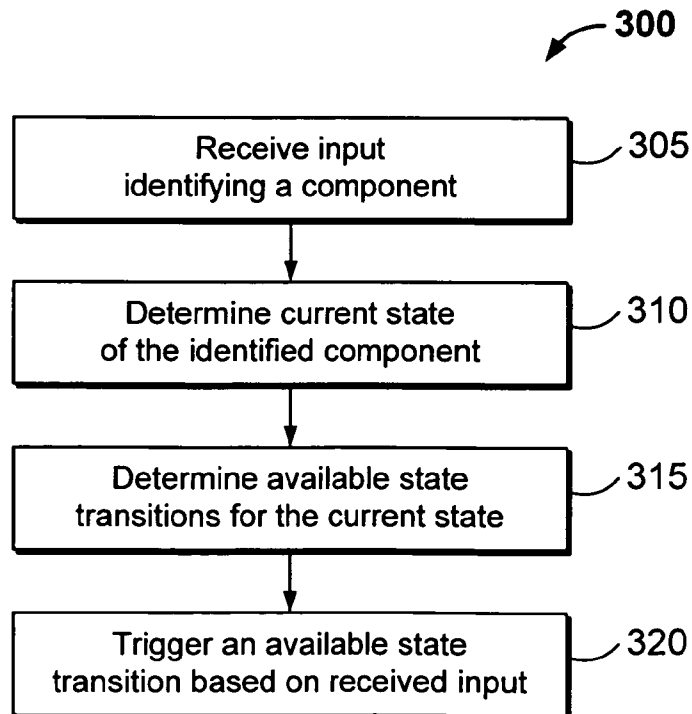 300
Receive input
identifying a component
305
Determine current state
of the identified component
310
Determine available state
transitions for the current state
315
Trigger an available state
transition based on received input
320